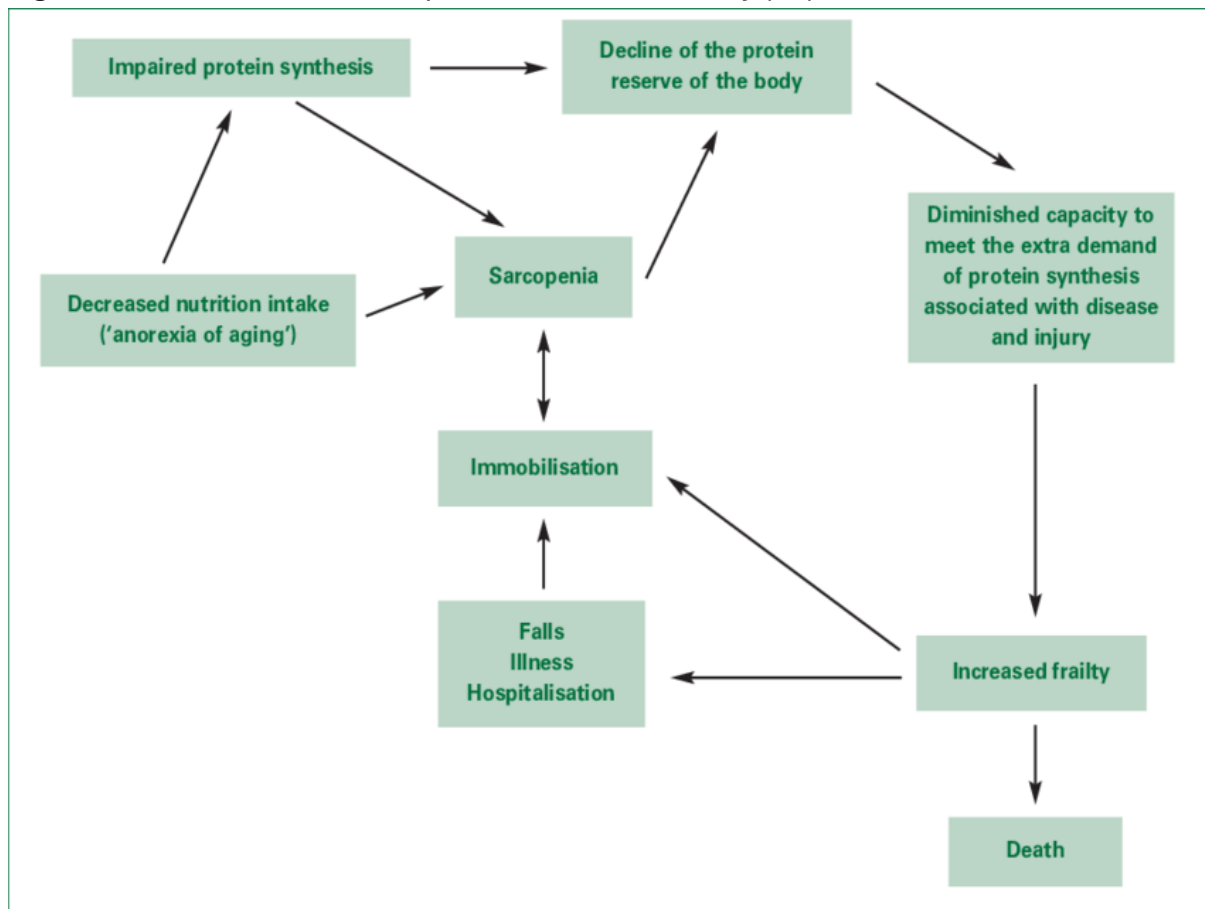 Impaired protein synthesis
Decline of the protein
reserve of the body
Diminished capacity to
meet the extra demand
of protein synthesis
associated with disease
and injury
Sarcopenia
Decreased nutrition intake
(‘anorexia of aging’)
Immobilisation
Falls
Illness
Hospitalisation
Increased frailty
Death